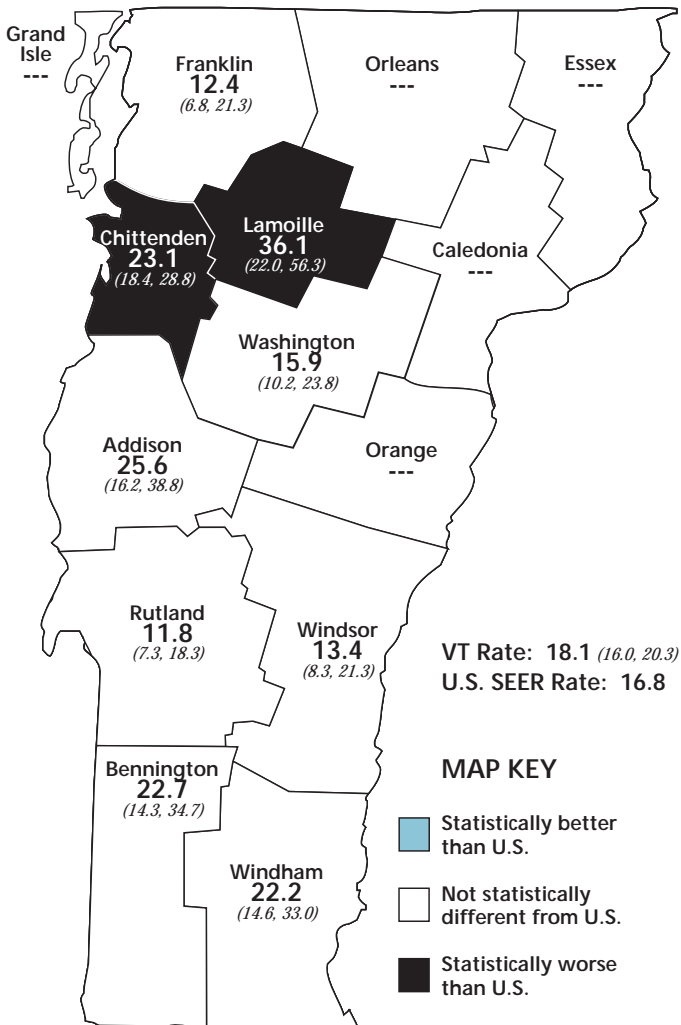 Grand
Isle
---
Franklin
12.4
(6.8, 21.3)
Orleans
---
Essex
---
Chittenden
23.1
(18.4, 28.8)
Lamoille
36.1
(22.0, 56.3)
Caledonia
---
Washington
15.9
(10.2, 23.8)
Addison
25.6
(16.2, 38.8)
Orange
---
Rutland
11.8
(7.3, 18.3)
Windsor
13.4
(8.3, 21.3)
VT Rate: 18.1 (16.0, 20.3)
U.S. SEER Rate: 16.8
Bennington
22.7
(14.3, 34.7)
Windham
22.2
(14.6, 33.0)
MAP KEY
Statistically better
than U.S.
Not statistically
different from U.S.
Statistically worse
than U.S.